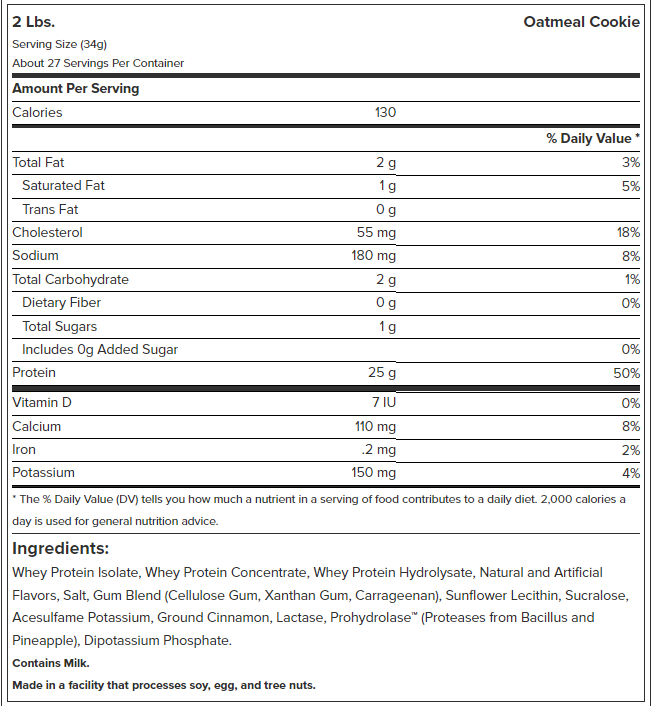 2 Lbs. Oatmeal Cookie
Serving Size (34g)
About 27 Servings Per Container
Amount Per Serving
Calories 130
% Daily Value *
Total Fat 2 g 3%
Saturated Fat 1 g 5%
Trans Fat 0 g
Cholesterol 55 mg 18%
Sodium 180 mg 8%
Total Carbohydrate 2 g 1%
Dietary Fiber 0 g 0%
Total Sugars 1 g
Includes 0g Added Sugar 0%
Protein 25 g 50%
Vitamin D 7 IU 0%
Calcium 110 mg 8%
Iron .2 mg 2%
Potassium 150 mg 4%
* The % Daily Value (DV) tells you how much a nutrient in a serving of food contributes to a daily diet. 2,000 calories a
day is used for general nutrition advice.
Ingredients:
Whey Protein Isolate, Whey Protein Concentrate, Whey Protein Hydrolysate, Natural and Artificial
Flavors, Salt, Gum Blend (Cellulose Gum, Xanthan Gum, Carrageenan), Sunflower Lecithin, Sucralose,
Acesulfame Potassium, Ground Cinnamon, Lactase, Prohydrolase™ (Proteases from Bacillus and
Pineapple), Dipotassium Phosphate.
Contains Milk.
Made in a facility that processes soy, egg, and tree nuts.